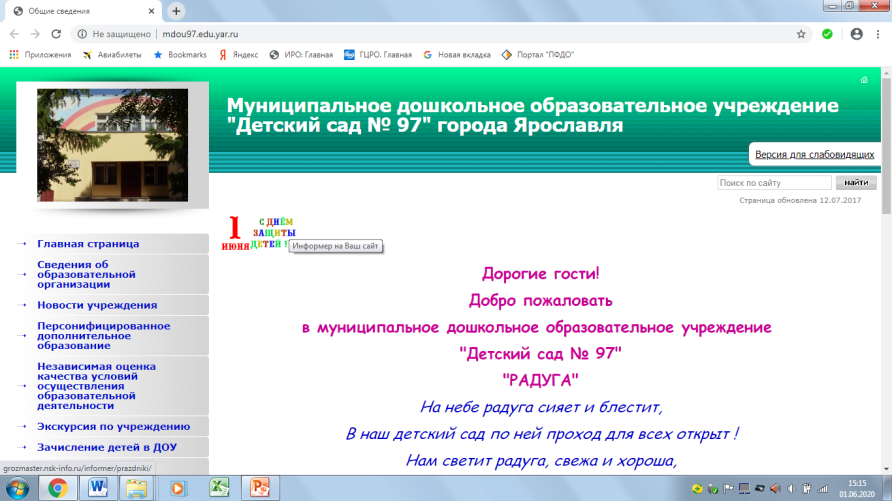 Общие сведения
Не защищено | mdou97.edu.yar.ru
Приложения Авиабилеты Bookmarks Яндекс ИРО: Главная ГЦРО. Главная Новая вкладка Портал "ПФДО"
Муниципальное дошкольное образовательное учреждение
"Детский сад № 97" города Ярославля
Версия для слабовидящих
Поиск по сайту найти
Страница обновлена 12.07.2017
1 июня
С ДНЁМ
ЗАЩИТЫ
ДЕТЕЙ !
Информер на Ваш сайт
Главная страница
Сведения об
образовательной
организации
Новости учреждения
Персонифицированное
дополнительное
образование
Независимая оценка
качества условий
осуществления
образовательной
деятельности
Экскурсия по учреждению
Зачисление детей в ДОУ
Дорогие гости!
Добро пожаловать
в муниципальное дошкольное образовательное учреждение
"Детский сад № 97"
"РАДУГА"
На небе радуга сияет и блестит,
В наш детский сад по ней проход для всех открыт !
Нам светит радуга, свежа и хороша,
grozmaster.nsk-info.ru/informer/prazdniki/
15:15
01.06.2020